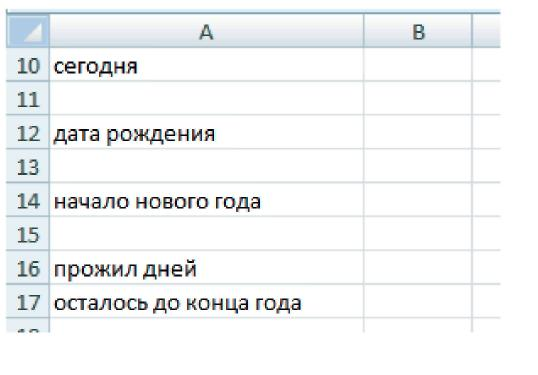 A B
10 сегодня
11
12 дата рождения
13
14 начало нового года
15
16 прожил дней
17 осталось до конца года